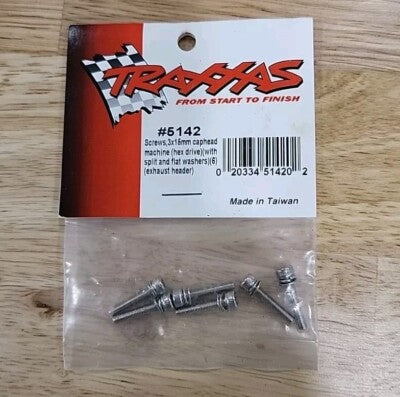 TRAXXAS
FROM START TO FINISH
#5142
Screws,3x15mm caphead
machine (hex drive)(with
split and flat washers)(6)
(exhaust header)
0 20334 51420 2
Made in Taiwan